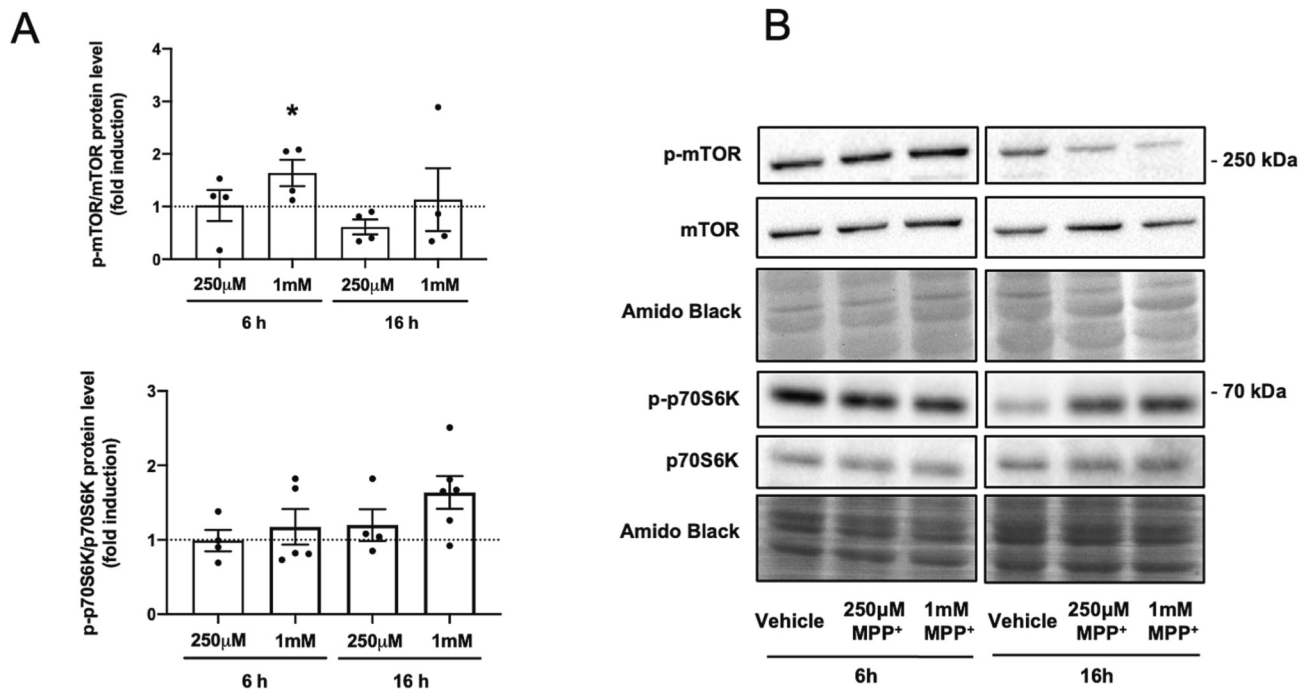 A
p-mTOR/mTOR protein level
(fold induction)
4
3
2
1
0
*
250μM
1mM
250μM
1mM
6 h
16 h
p-p70S6K/p70S6K protein level
(fold induction)
3
2
1
0
250μM
1mM
250μM
1mM
6 h
16 h
B
p-mTOR
- 250 kDa
mTOR
Amido Black
p-p70S6K
- 70 kDa
p70S6K
Amido Black
Vehicle
250μM
MPP⁺
1mM
MPP⁺
Vehicle
250μM
MPP⁺
1mM
MPP⁺
6h
16h